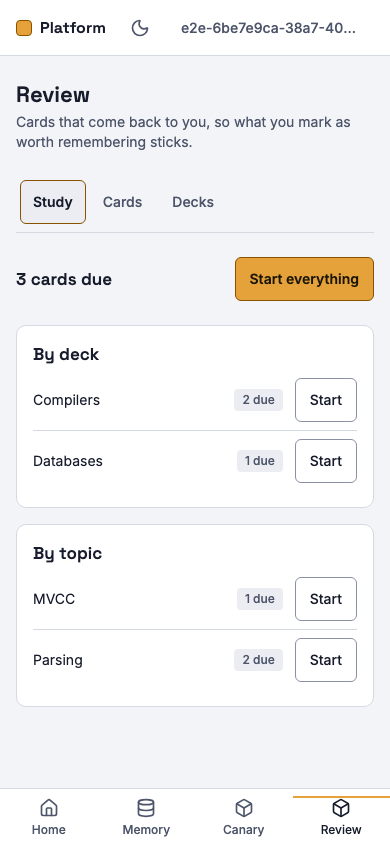 Platform
e2e-6be7e9ca-38a7-40...
Review
Cards that come back to you, so what you mark as
worth remembering sticks.
Study
Cards
Decks
3 cards due
Start everything
By deck
Compilers
2 due
Start
Databases
1 due
Start
By topic
MVCC
1 due
Start
Parsing
2 due
Start
Home
Memory
Canary
Review